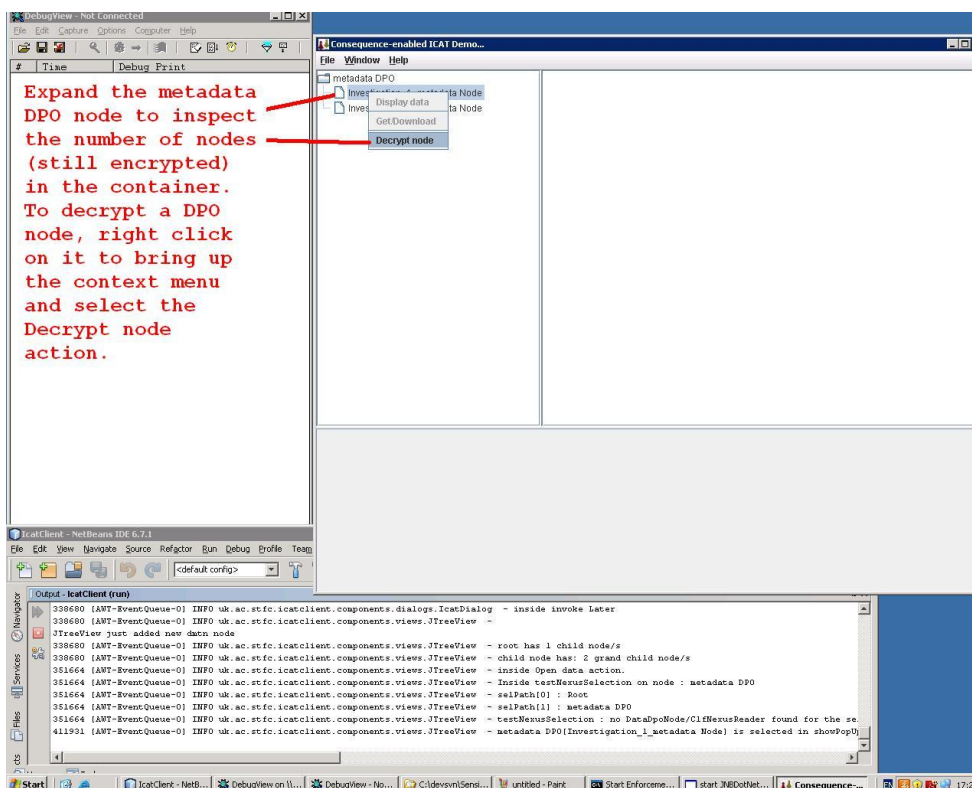 DebugView - Not Connected
File Edit Capture Options Computer Help
# Time Debug Print
Expand the metadata
DPO node to inspect
the number of nodes
(still encrypted)
in the container.
To decrypt a DPO
node, right click
on it to bring up
the context menu
and select the
Decrypt node
action.
Consequence-enabled ICAT Demo...
File Window Help
metadata DPO
Investigation_1_metadata Node
Display data
Get/Download
Decrypt node
IcatClient - NetBeans IDE 6.7.1
File Edit View Navigate Source Refactor Run Debug Profile Team
<default config>
Navigator
Services
Files
Output - IcatClient (run)
338680 [AWT-EventQueue-0] INFO uk.ac.stfc.icatclient.components.dialogs.IcatDialog - inside invoke Later
338680 [AWT-EventQueue-0] INFO uk.ac.stfc.icatclient.components.views.JTreeView -
JTreeView just added new dmtn node
338680 [AWT-EventQueue-0] INFO uk.ac.stfc.icatclient.components.views.JTreeView - root has 1 child node/s
338680 [AWT-EventQueue-0] INFO uk.ac.stfc.icatclient.components.views.JTreeView - child node has: 2 grand child node/s
351664 [AWT-EventQueue-0] INFO uk.ac.stfc.icatclient.components.views.JTreeView - inside Open data action.
351664 [AWT-EventQueue-0] INFO uk.ac.stfc.icatclient.components.views.JTreeView - Inside testNexusSelection on node : metadata DPO
351664 [AWT-EventQueue-0] INFO uk.ac.stfc.icatclient.components.views.JTreeView - selPath[0] : Root
351664 [AWT-EventQueue-0] INFO uk.ac.stfc.icatclient.components.views.JTreeView - selPath[1] : metadata DPO
351664 [AWT-EventQueue-0] INFO uk.ac.stfc.icatclient.components.views.JTreeView - testNexusSelection : no DataDpoNode/ClfNexusReader found for the se
411931 [AWT-EventQueue-0] INFO uk.ac.stfc.icatclient.components.views.JTreeView - metadata DPO[Investigation_1_metadata Node] is selected in showPopU
Start IcatClient - NetB... DebugView on \\... DebugView - No... C:\devsvn\Sensi... untitled - Paint Start Enforceme... start JNBDotNet... Consequence-... EN